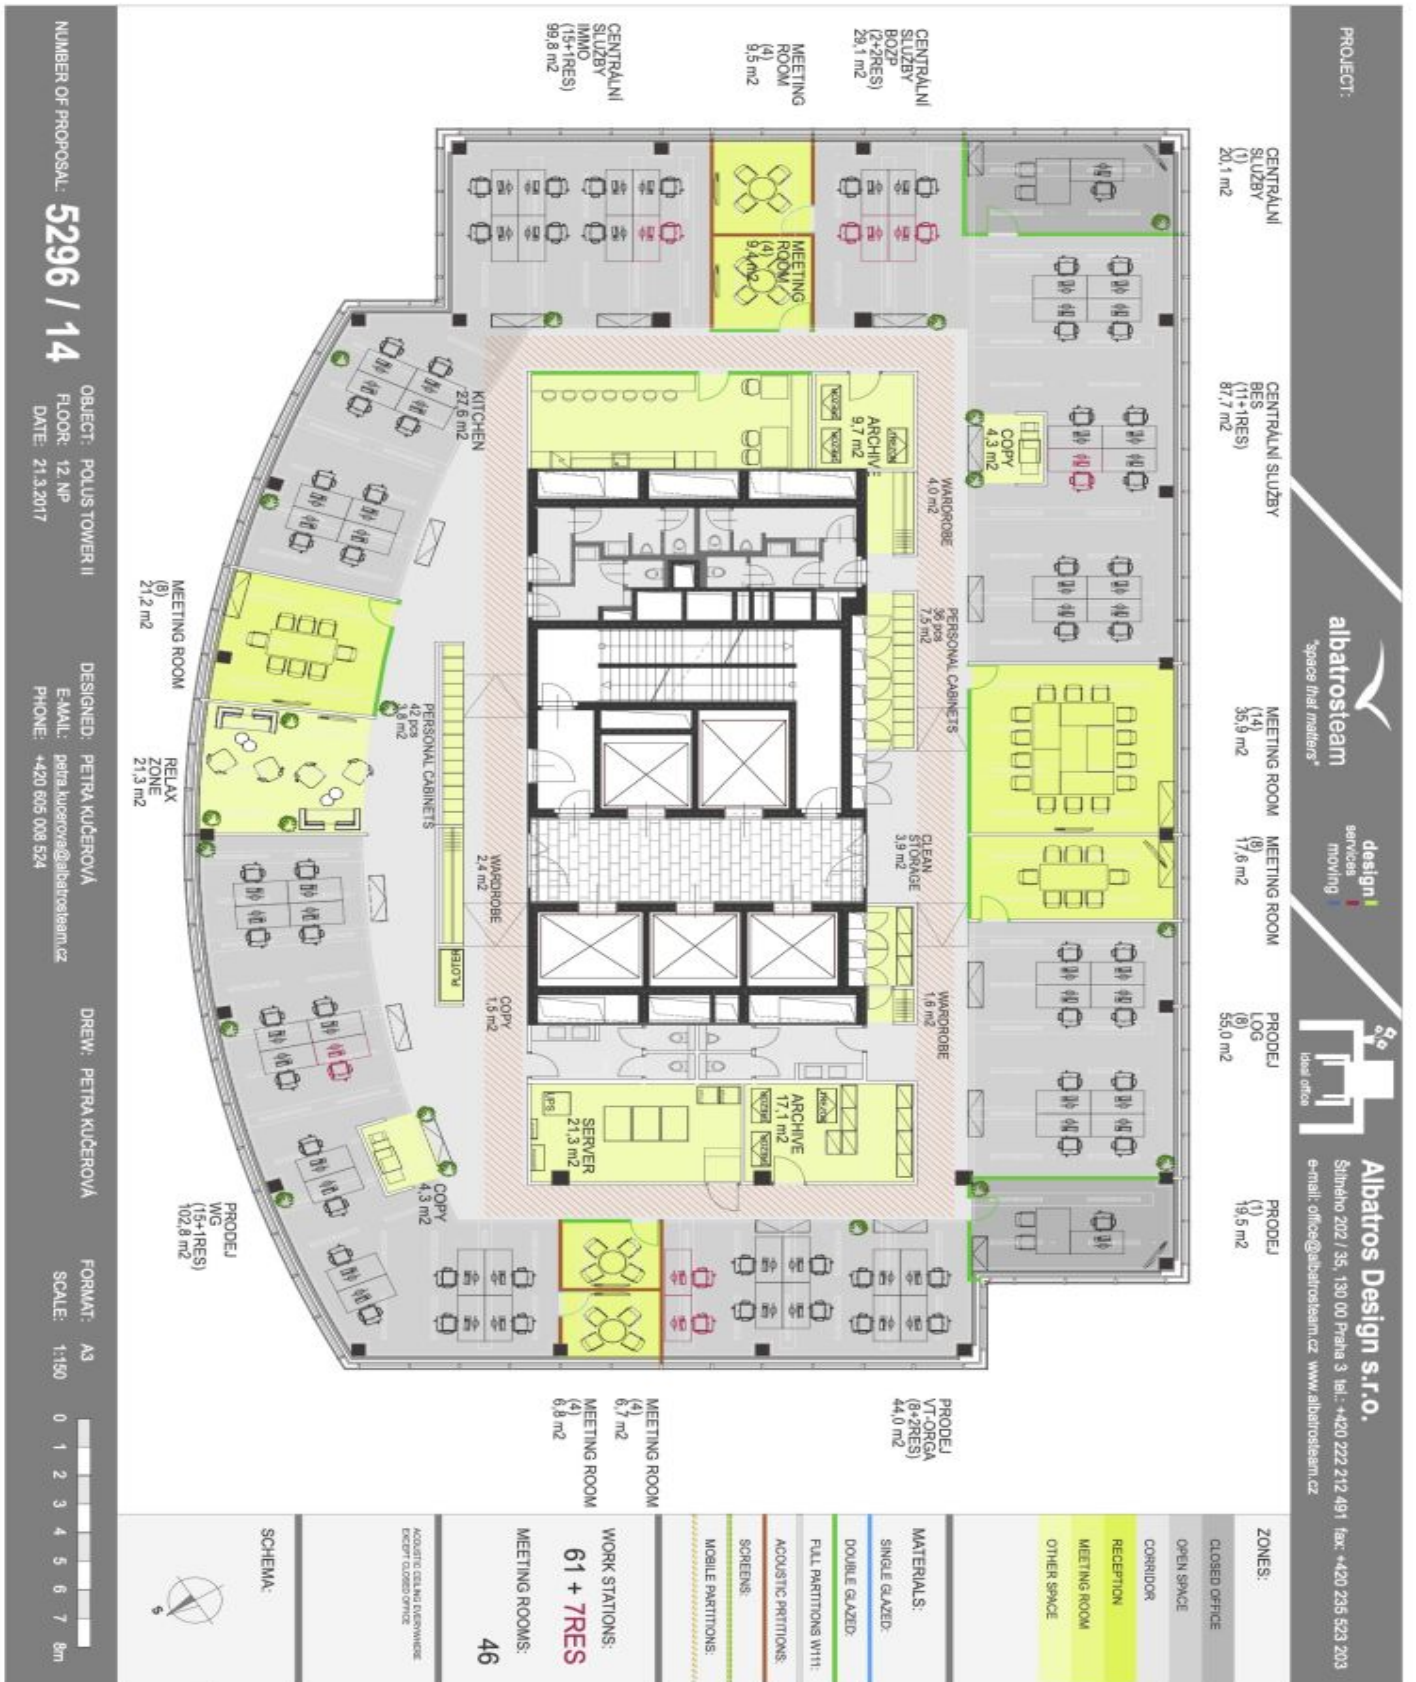 PROJECT:
albatrosteam
"space that matters"
design
services
moving
ideal office
Albatros Design s.r.o.
Štítného 202 / 35, 130 00 Praha 3 tel.: +420 222 212 491 fax: +420 235 523 203
e-mail: office@albatrosteam.cz www.albatrosteam.cz
CENTRÁLNÍ
SLUŽBY
(1)
20,1 m2
CENTRÁLNÍ SLUŽBY
BES
(11+1RES)
87,7 m2
MEETING ROOM
(14)
35,9 m2
MEETING ROOM
(8)
17,6 m2
PRODEJ
LOG
(8)
55,0 m2
PRODEJ
(1)
19,5 m2
CENTRÁLNÍ
SLUŽBY
BOZP
(2+2RES)
29,1 m2
MEETING
ROOM
(4)
9,5 m2
CENTRÁLNÍ
SLUŽBY
IMMO
(15+1RES)
99,8 m2
MEETING
ROOM
(4)
9,4 m2
COPY
4,3 m2
ARCHIVE
9,7 m2
WARDROBE
4,0 m2
PERSONAL CABINETS
36 pcs
7,5 m2
CLEAN
STORAGE
3,9 m2
WARDROBE
1,6 m2
ARCHIVE
17,1 m2
SERVER
21,3 m2
UPS
KITCHEN
27,6 m2
PERSONAL CABINETS
42 pcs
3,8 m2
WARDROBE
2,4 m2
PLOTER
COPY
1,5 m2
COPY
4,3 m2
MEETING ROOM
(8)
21,2 m2
RELAX
ZONE
21,3 m2
PRODEJ
WG
(15+1RES)
102,8 m2
PRODEJ
VT-ORGA
(8+2RES)
44,0 m2
MEETING ROOM
(4)
6,7 m2
MEETING ROOM
(4)
6,8 m2
ZONES:
CLOSED OFFICE
OPEN SPACE
CORRIDOR
RECEPTION
MEETING ROOM
OTHER SPACE
MATERIALS:
SINGLE GLAZED:
DOUBLE GLAZED:
FULL PARTITIONS W111:
ACOUSTIC PRTITIONS:
SCREENS:
MOBILE PARTITIONS:
WORK STATIONS:
61 + 7RES
MEETING ROOMS:
46
ACOUSTIC CEILING EVERYWHERE
EXCEPT CLOSED OFFICE
SCHEMA:
S
NUMBER OF PROPOSAL: 5296 / 14
OBJECT: POLUS TOWER II
FLOOR: 12.NP
DATE: 21.3.2017
DESIGNED: PETRA KUČEROVÁ
E-MAIL: petra.kucerova@albatrosteam.cz
PHONE: +420 605 008 524
DREW: PETRA KUČEROVÁ
FORMAT: A3
SCALE: 1:150
0 1 2 3 4 5 6 7 8m